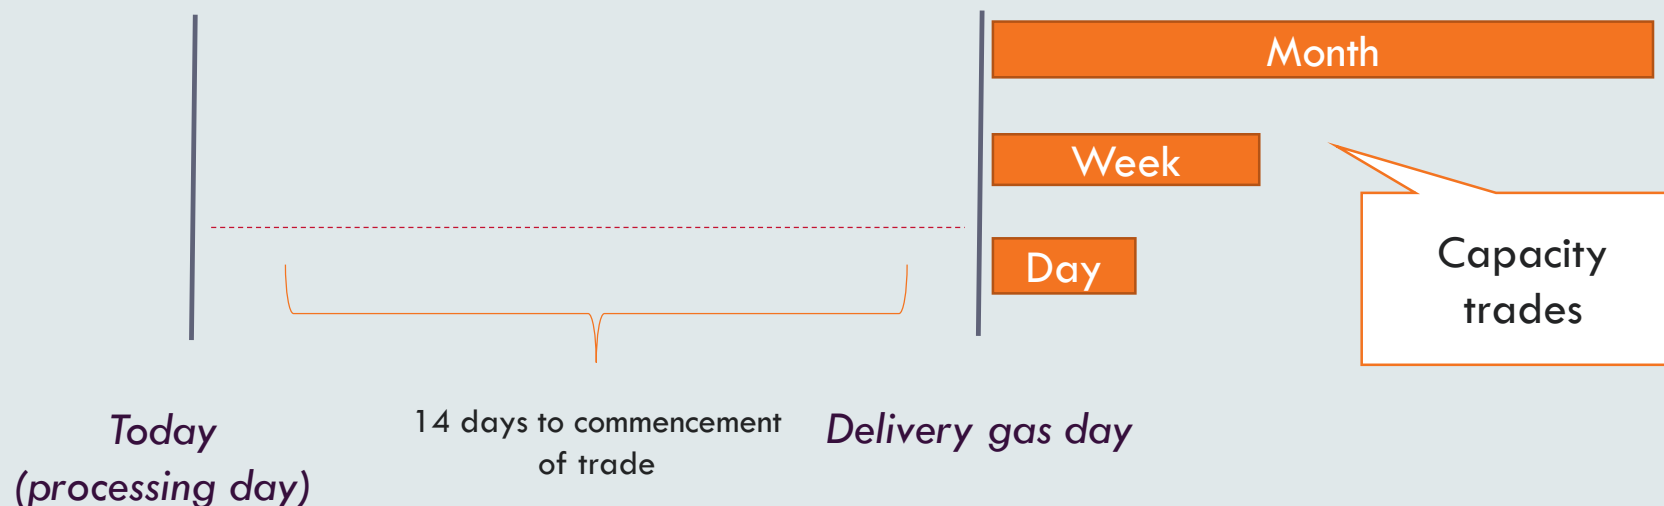 Month
Week
Day
Capacity
trades
Today
(processing day)
14 days to commencement
of trade
Delivery gas day